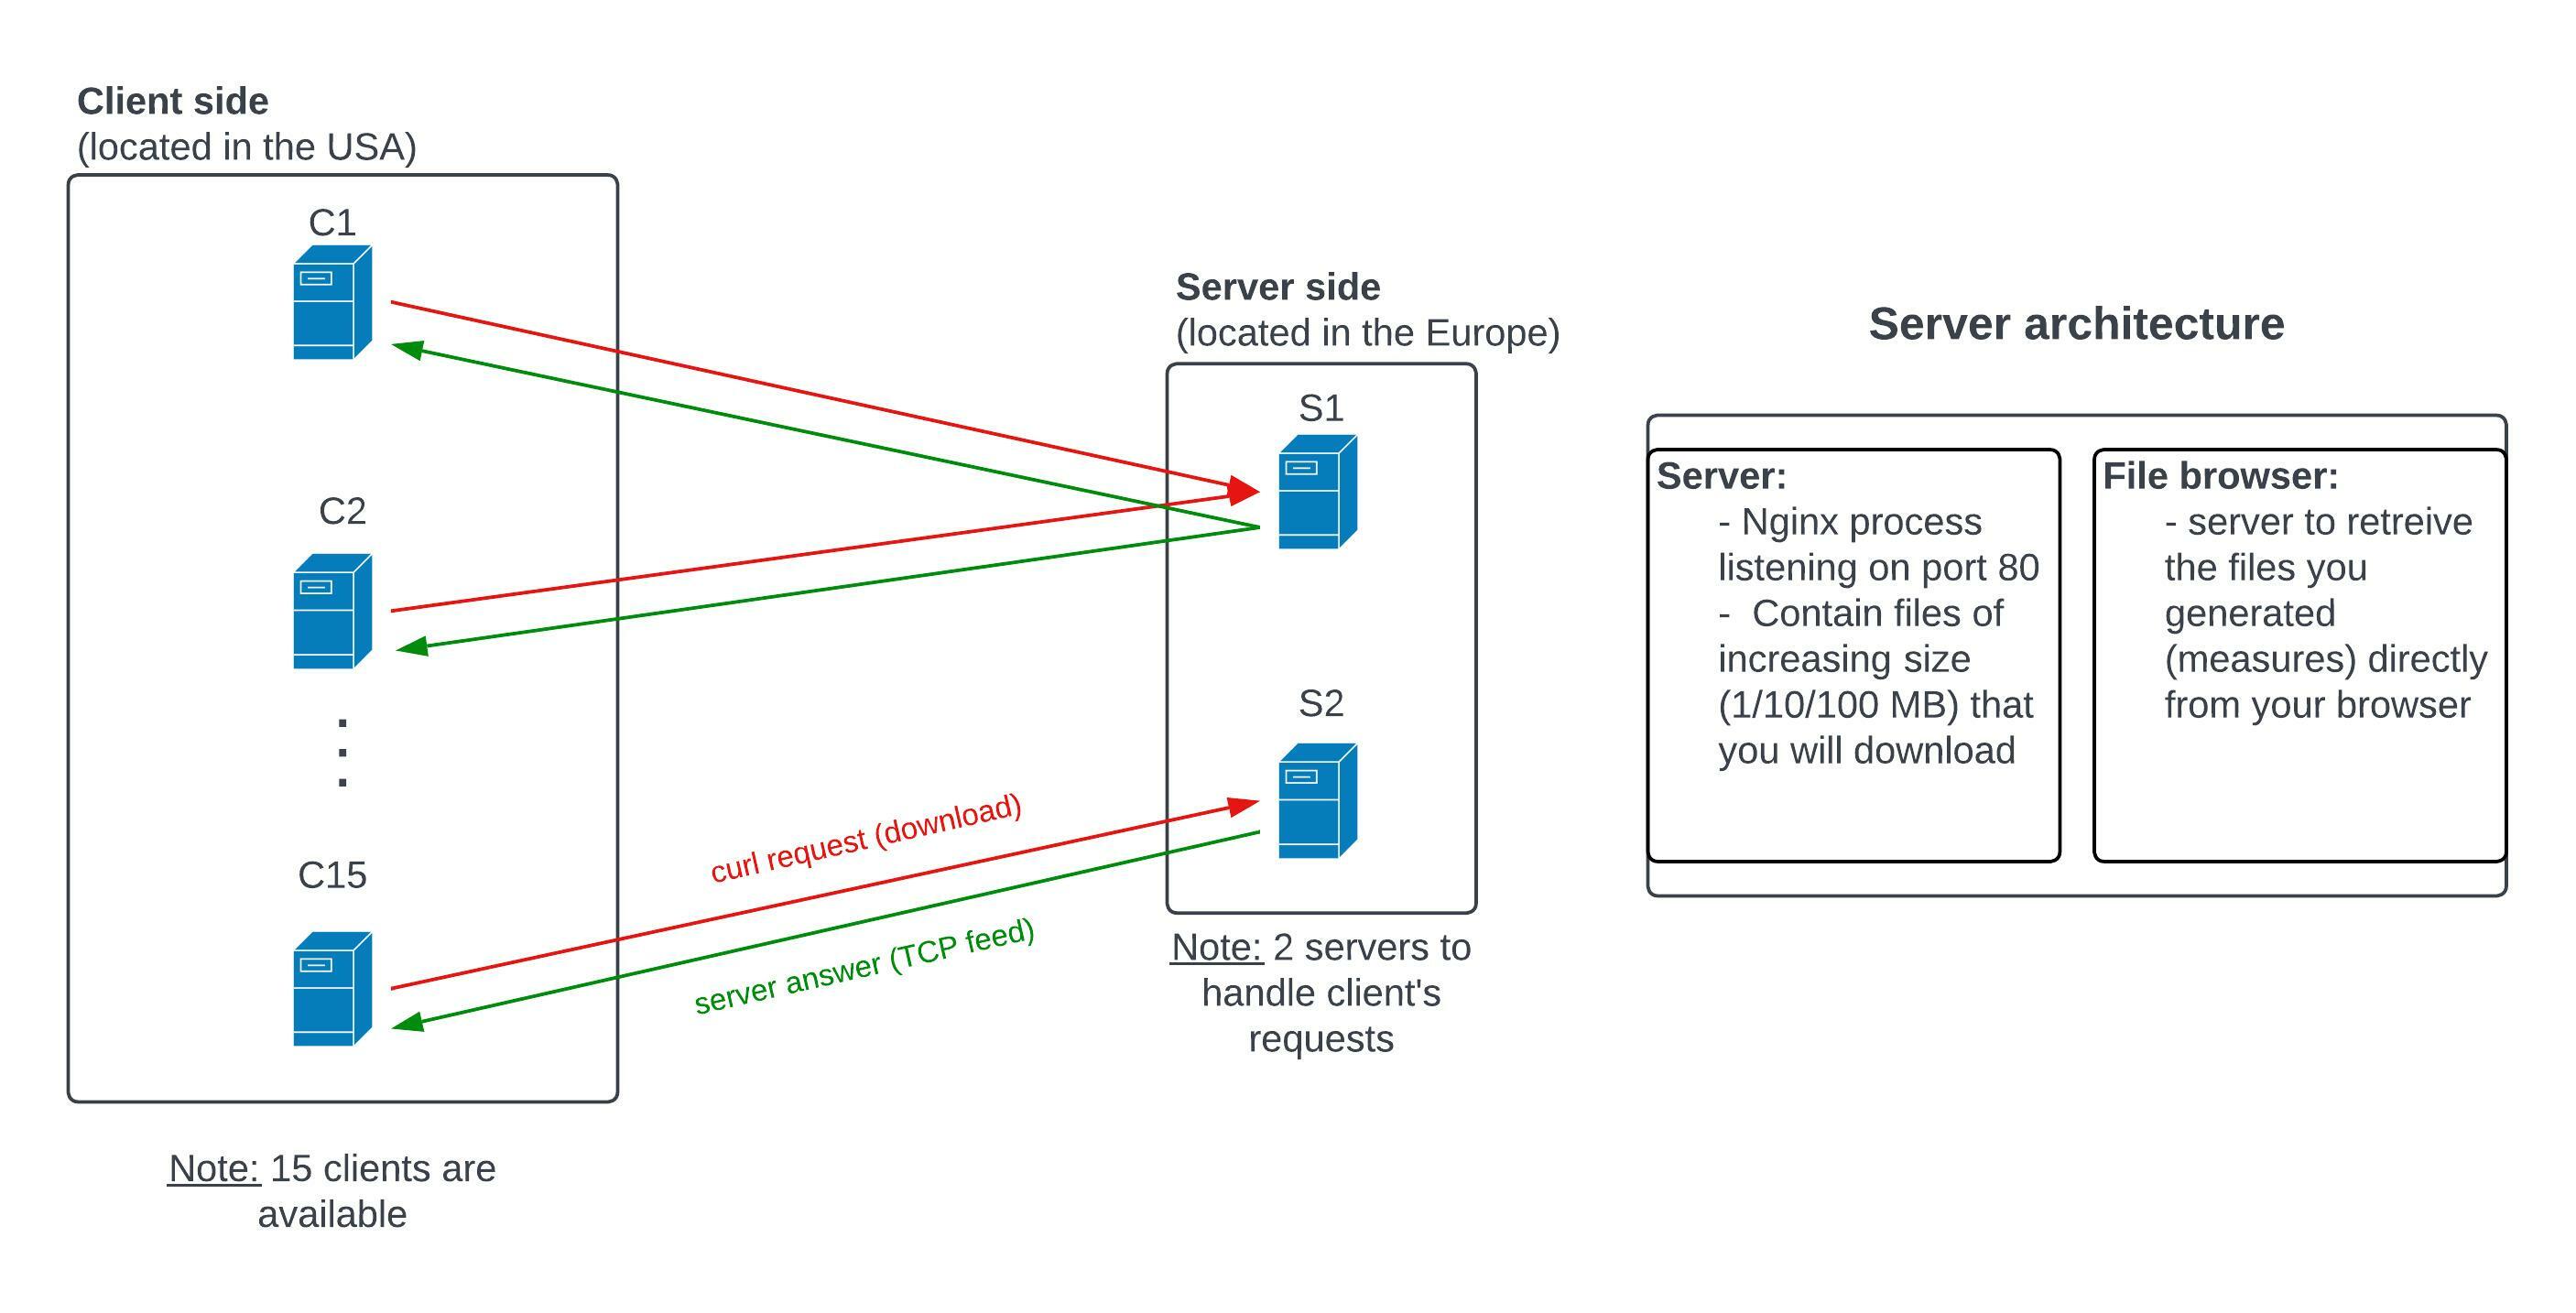 Client side
(located in the USA)
C1
C2
C15
Note: 15 clients are
available
curl request (download)
server answer (TCP feed)
Server side
(located in the Europe)
S1
S2
Note: 2 servers to
handle client's
requests
Server architecture
Server:
- Nginx process
listening on port 80
- Contain files of
increasing size
(1/10/100 MB) that
you will download
File browser:
- server to retreive
the files you
generated
(measures) directly
from your browser